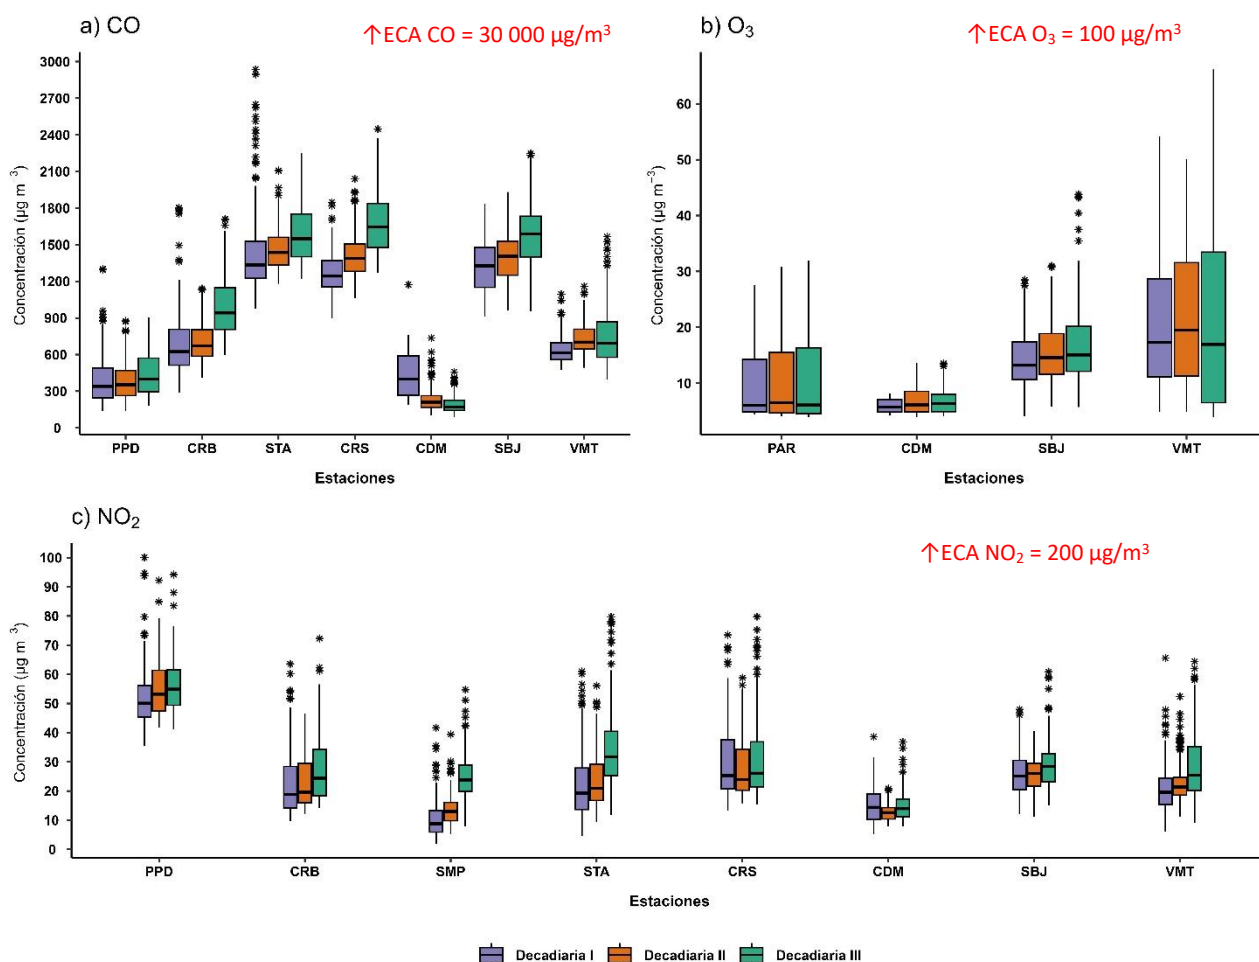 a) CO
↑ECA CO = 30 000 µg/m³
Concentración (µg m⁻³)
3000
2700
2400
2100
1800
1500
1200
900
600
300
0
PPD CRB STA CRS CDM SBJ VMT
Estaciones
b) O₃
↑ECA O₃ = 100 µg/m³
Concentración (µg m⁻³)
60
50
40
30
20
10
PAR CDM SBJ VMT
Estaciones
c) NO₂
↑ECA NO₂ = 200 µg/m³
Concentración (µg m⁻³)
100
90
80
70
60
50
40
30
20
10
0
PPD CRB SMP STA CRS CDM SBJ VMT
Estaciones
Decadiaria I Decadiaria II Decadiaria III